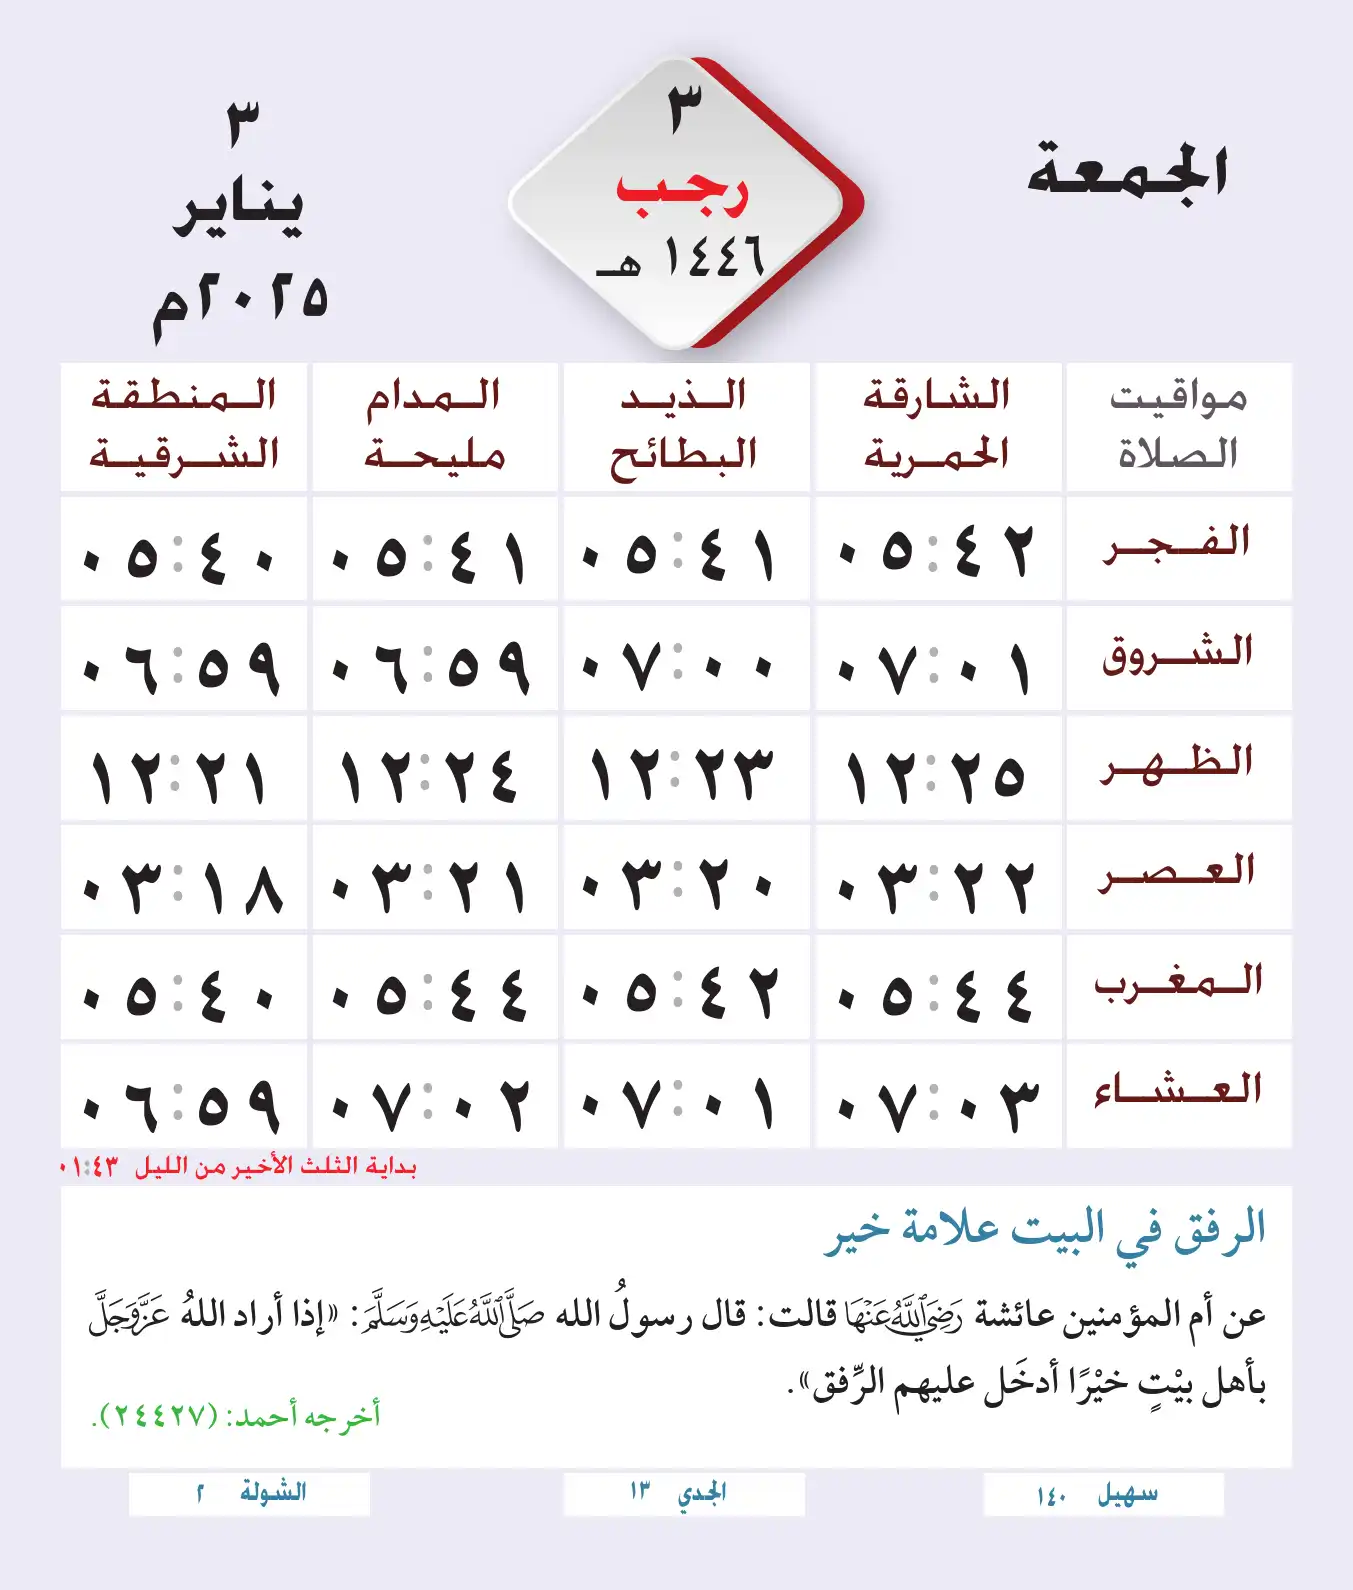 الجمعة
٣
رجب
١٤٤٦ هـ
٣
يناير
٢٠٢٥م
مواقيت الصلاة
الشارقة الحمرية
الذيد البطائح
المدام مليحة
المنطقة الشرقية
الفجر ٠٥:٤٢ ٠٥:٤١ ٠٥:٤١ ٠٥:٤٠
الشروق ٠٧:٠١ ٠٧:٠٠ ٠٦:٥٩ ٠٦:٥٩
الظهر ١٢:٢٥ ١٢:٢٣ ١٢:٢٤ ١٢:٢١
العصر ٠٣:٢٢ ٠٣:٢٠ ٠٣:٢١ ٠٣:١٨
المغرب ٠٥:٤٤ ٠٥:٤٢ ٠٥:٤٤ ٠٥:٤٠
العشاء ٠٧:٠٣ ٠٧:٠١ ٠٧:٠٢ ٠٦:٥٩
بداية الثلث الأخير من الليل ٠١:٤٣
الرفق في البيت علامة خير
عن أم المؤمنين عائشة رَضِيَ اللَّهُ عَنْهَا قالت: قال رسولُ الله صَلَّى اللَّهُ عَلَيْهِ وَسَلَّمَ: «إذا أراد اللهُ عَزَّوَجَلَّ
بأهل بيْتٍ خيْرًا أدخَل عليهم الرِّفق».
أخرجه أحمد: (٢٤٤٢٧).
سهيل ١٤٠
الجدي ١٣
الشولة ٢